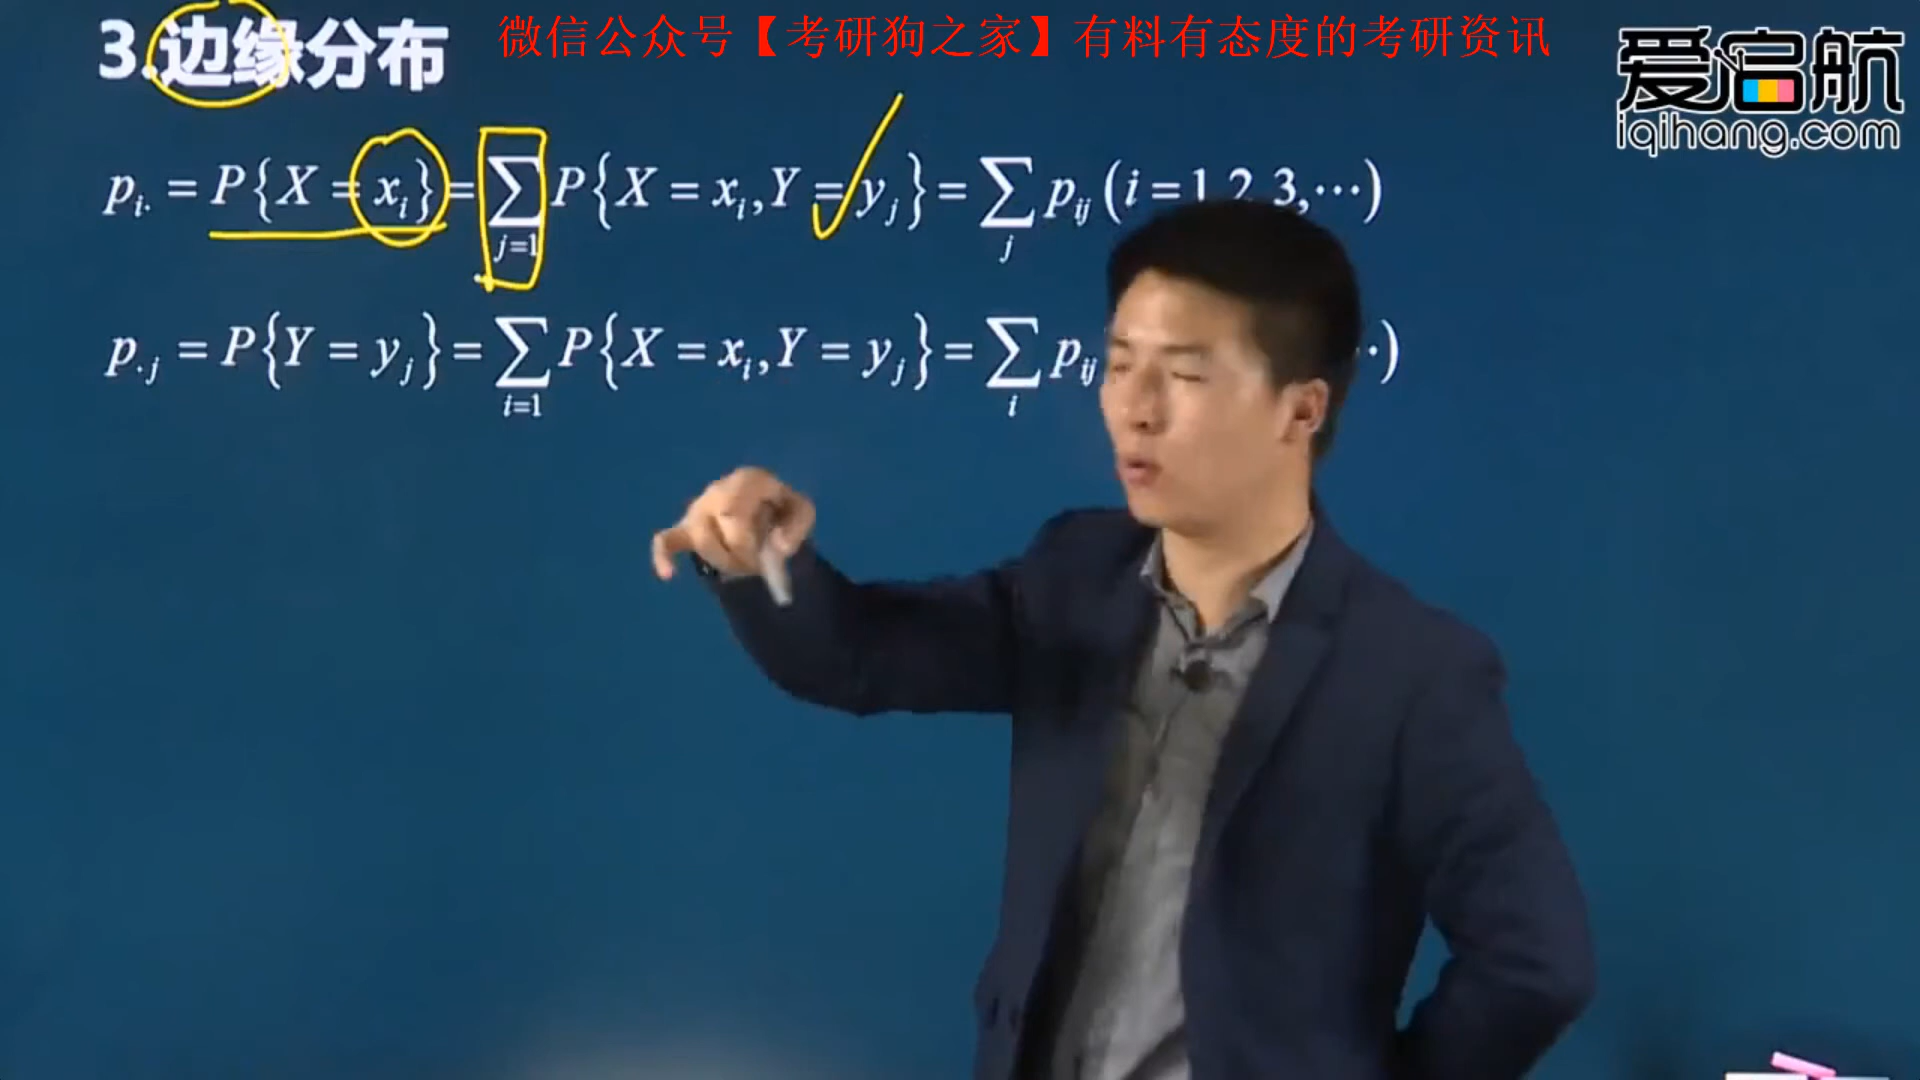 微信公众号【考研狗之家】有料有态度的考研资讯
爱启航
iqihang.com
3.边缘分布
p_{i·} = P{X = x_i} = ∑_{j=1} P{X = x_i, Y = y_j} = ∑_j p_{ij} (i = 1,2,3,⋯)
p_{·j} = P{Y = y_j} = ∑_{i=1} P{X = x_i, Y = y_j} = ∑_i p_{ij} ·)